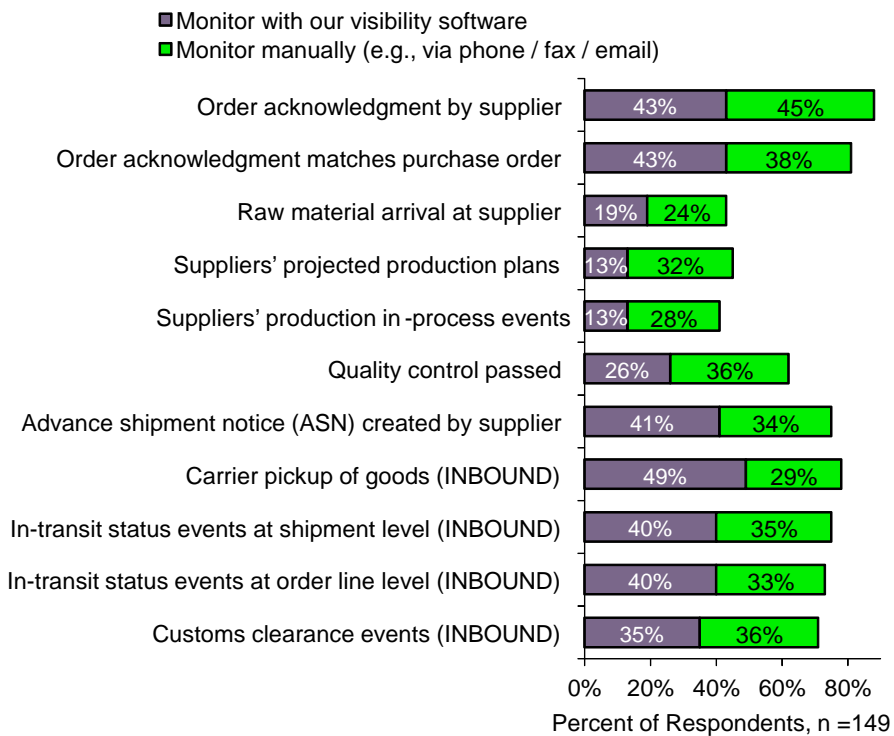 Monitor with our visibility software
Monitor manually (e.g., via phone / fax / email)
Order acknowledgment by supplier 43% 45%
Order acknowledgment matches purchase order 43% 38%
Raw material arrival at supplier 19% 24%
Suppliers’ projected production plans 13% 32%
Suppliers’ production in -process events 13% 28%
Quality control passed 26% 36%
Advance shipment notice (ASN) created by supplier 41% 34%
Carrier pickup of goods (INBOUND) 49% 29%
In-transit status events at shipment level (INBOUND) 40% 35%
In-transit status events at order line level (INBOUND) 40% 33%
Customs clearance events (INBOUND) 35% 36%
0% 20% 40% 60% 80%
Percent of Respondents, n =149